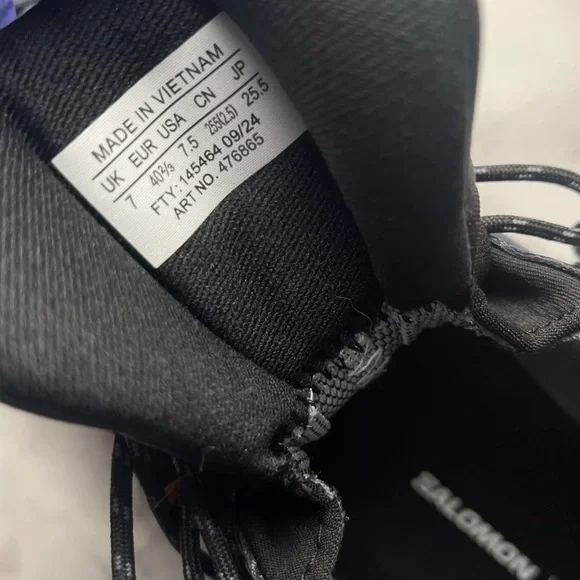 MADE IN VIETNAM
UK EUR USA CN JP
7 40⅔ 7.5 255(2.5) 25.5
FTY: 145464 09/24
ART NO. 476865
SALOMON